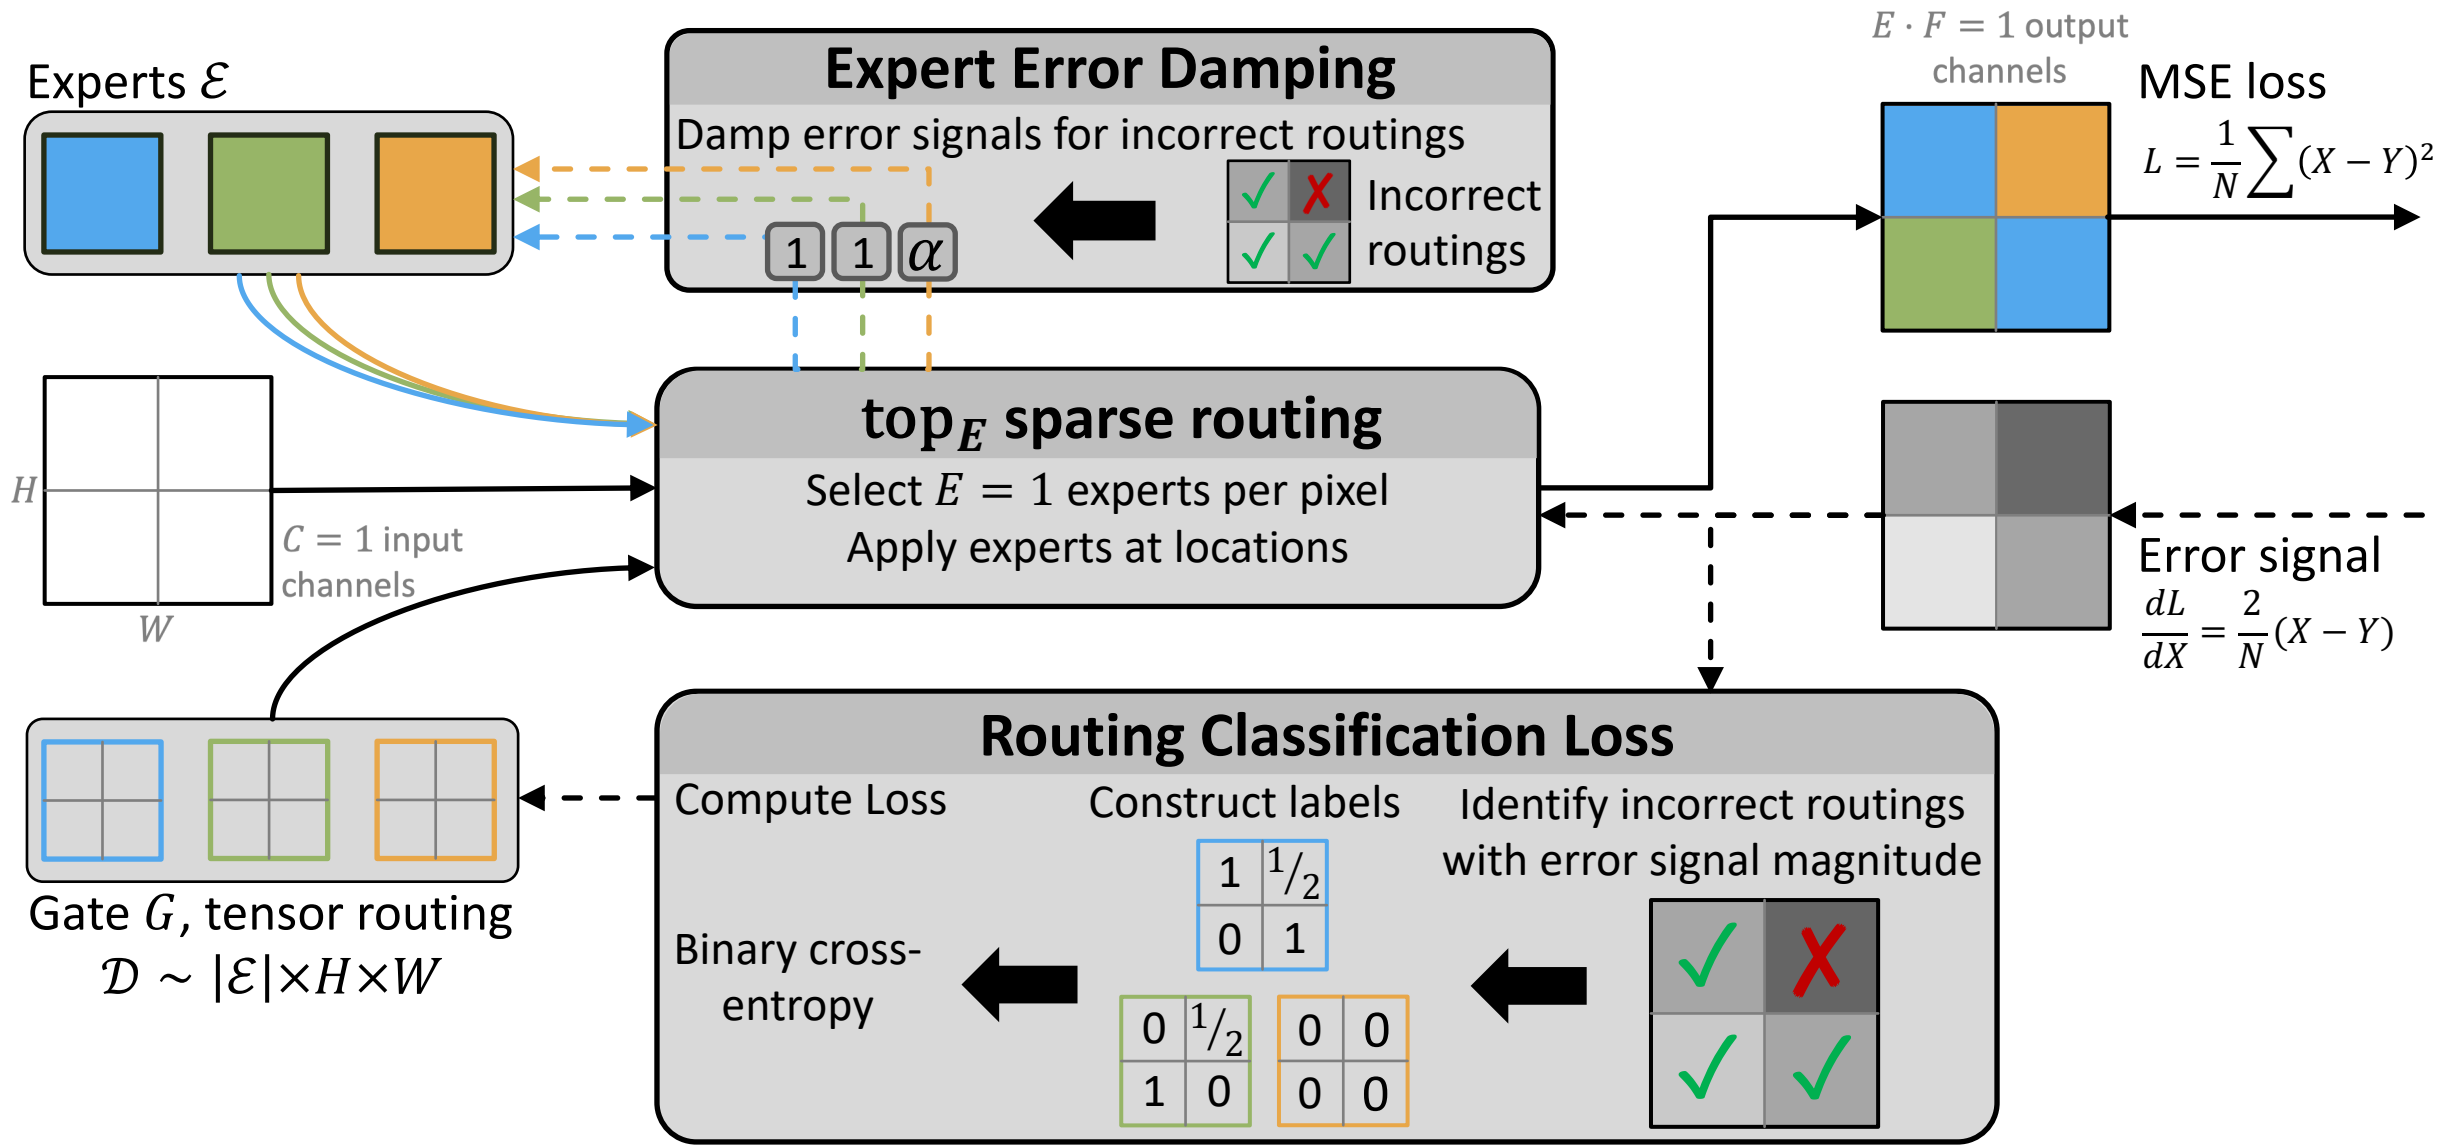 Experts ℰ
Expert Error Damping
Damp error signals for incorrect routings
1 1 α
Incorrect
routings
E · F = 1 output
channels
MSE loss
L = 1/N ∑(X − Y)²
top_E sparse routing
Select E = 1 experts per pixel
Apply experts at locations
H
W
C = 1 input
channels
Error signal
dL/dX = 2/N (X − Y)
Gate G, tensor routing
𝒟 ~ |ℰ|×H×W
Routing Classification Loss
Compute Loss
Binary cross-
entropy
Construct labels
1 1/2
0 1
0 1/2
1 0
0 0
0 0
Identify incorrect routings
with error signal magnitude